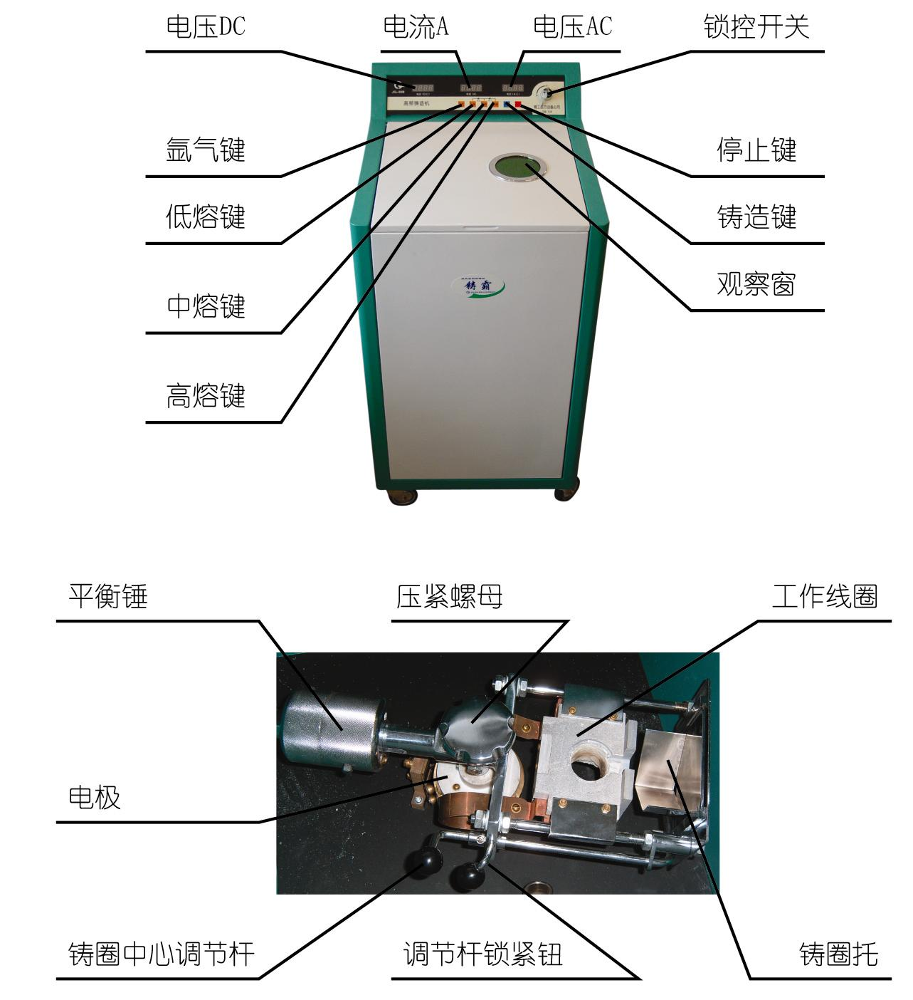 电压DC
电流A
电压AC
锁控开关
高频铸造机
氩气键
停止键
低熔键
铸造键
观察窗
铸霸
中熔键
高熔键
平衡锤
压紧螺母
工作线圈
电极
铸圈中心调节杆
调节杆锁紧钮
铸圈托